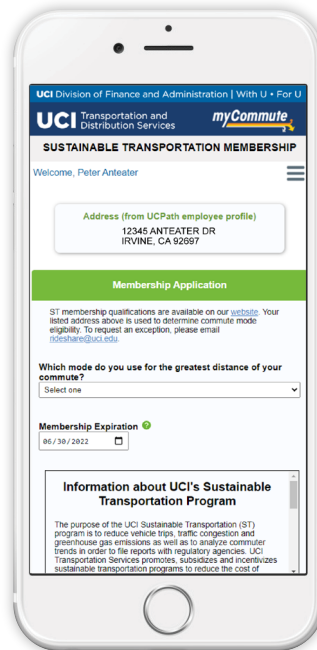 UCI Division of Finance and Administration | With U • For U
UCI Transportation and
Distribution Services
myCommute
SUSTAINABLE TRANSPORTATION MEMBERSHIP
Welcome, Peter Anteater
Address (from UCPath employee profile)
12345 ANTEATER DR
IRVINE, CA 92697
Membership Application
ST membership qualifications are available on our website. Your
listed address above is used to determine commute mode
eligibility. To request an exception, please email
rideshare@uci.edu.
Which mode do you use for the greatest distance of your
commute?
Select one
Membership Expiration ?
06/30/2022
Information about UCI's Sustainable
Transportation Program
The purpose of the UCI Sustainable Transportation (ST)
program is to reduce vehicle trips, traffic congestion and
greenhouse gas emissions as well as to analyze commuter
trends in order to file reports with regulatory agencies. UCI
Transportation Services promotes, subsidizes and incentivizes
sustainable transportation programs to reduce the cost of